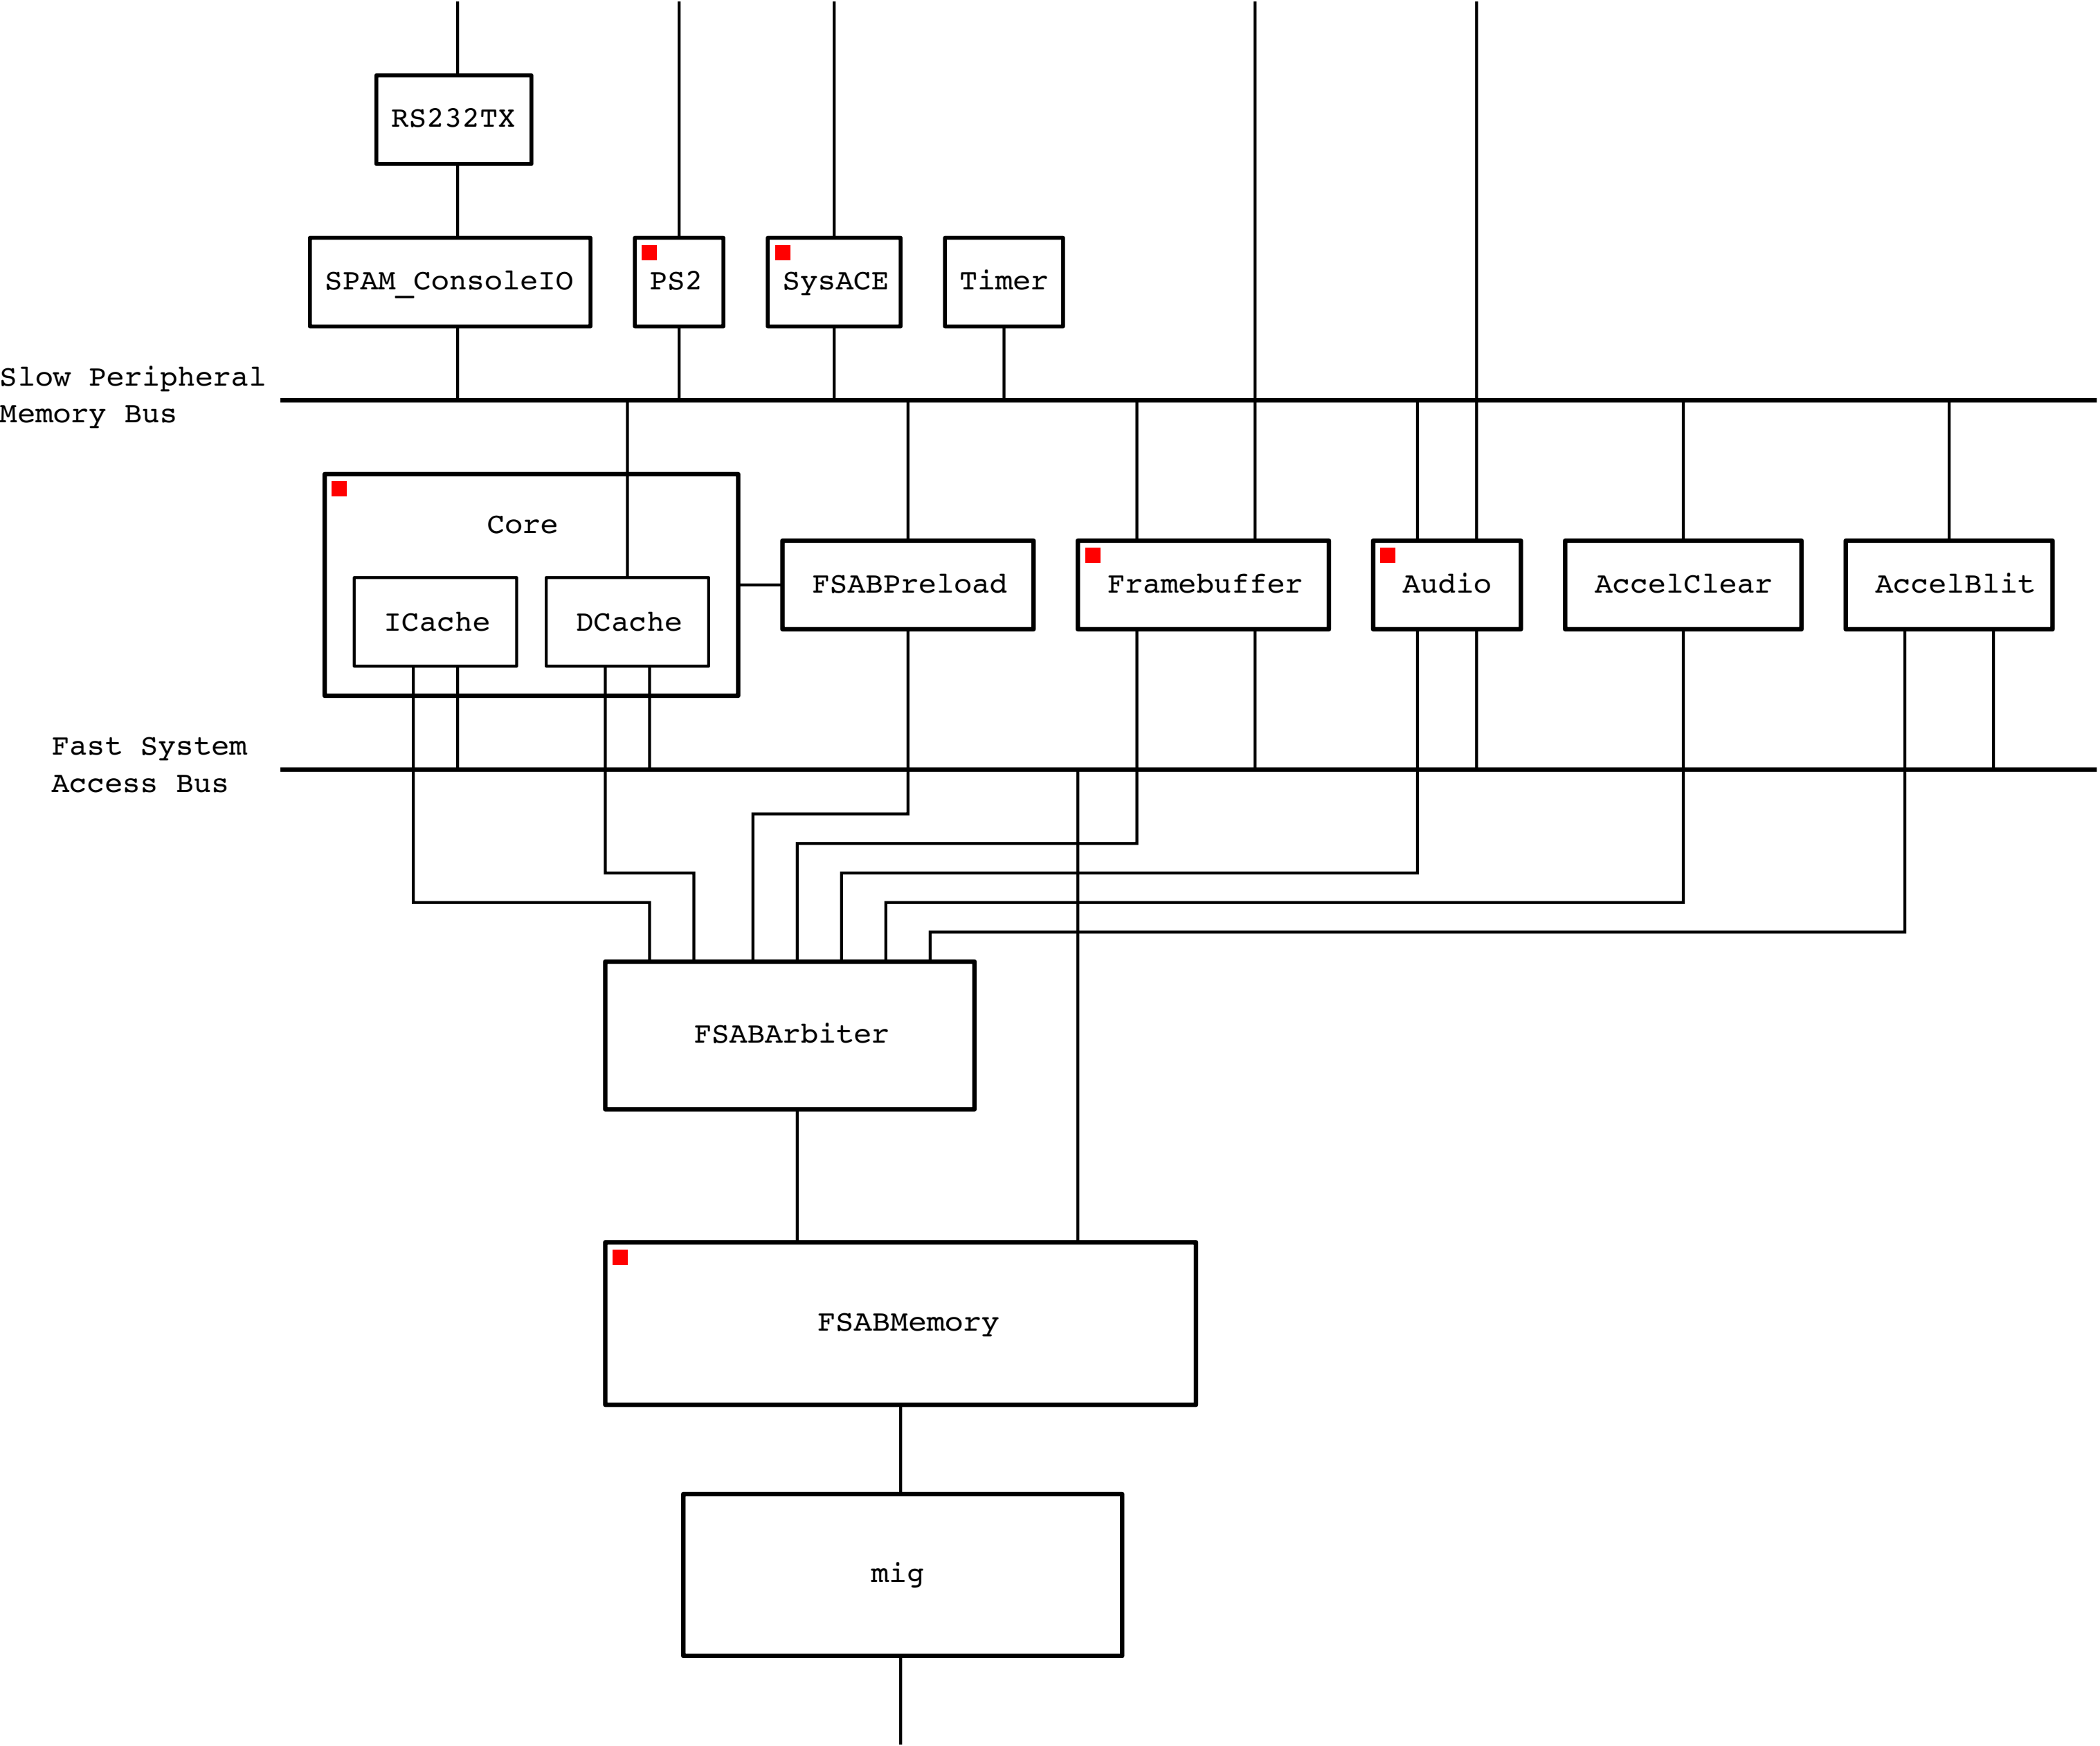 RS232TX
SPAM_ConsoleIO
PS2
SysACE
Timer
Slow Peripheral
Memory Bus
Core
ICache
DCache
FSABPreload
Framebuffer
Audio
AccelClear
AccelBlit
Fast System
Access Bus
FSABArbiter
FSABMemory
mig